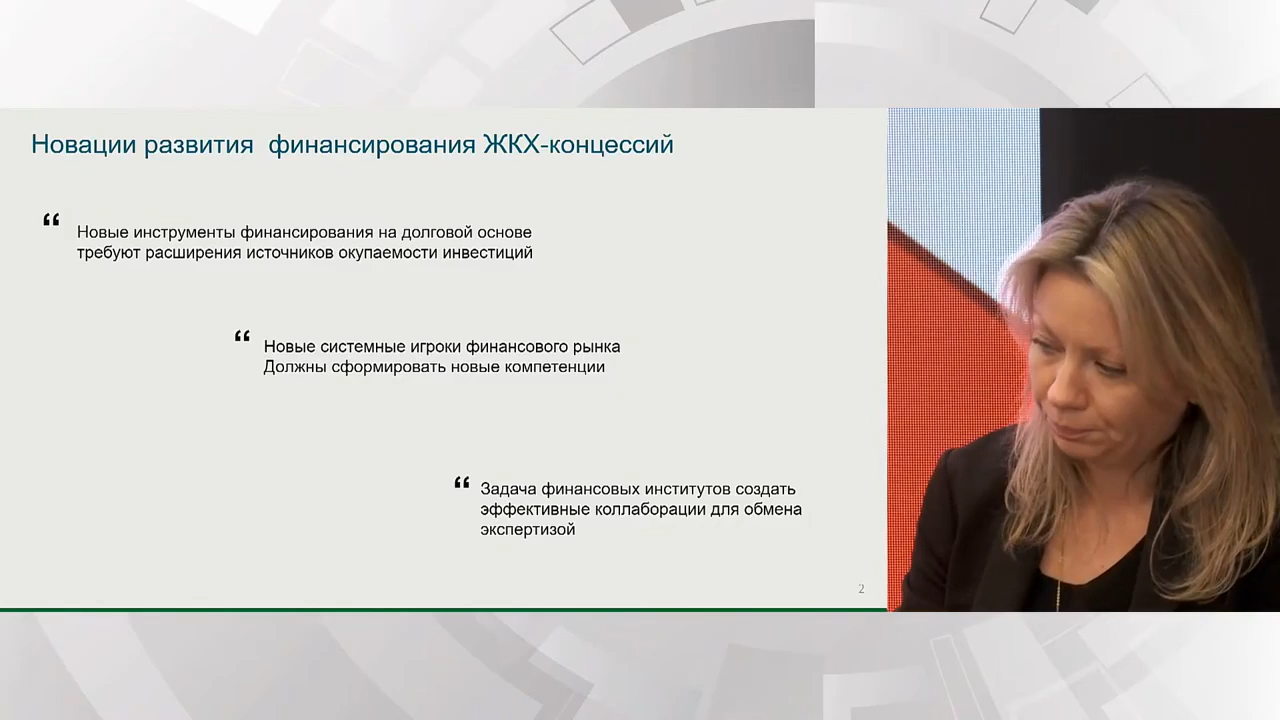 Новации развития финансирования ЖКХ-концессий
“ Новые инструменты финансирования на долговой основе
требуют расширения источников окупаемости инвестиций
“ Новые системные игроки финансового рынка
Должны сформировать новые компетенции
“ Задача финансовых институтов создать
эффективные коллаборации для обмена
экспертизой
2